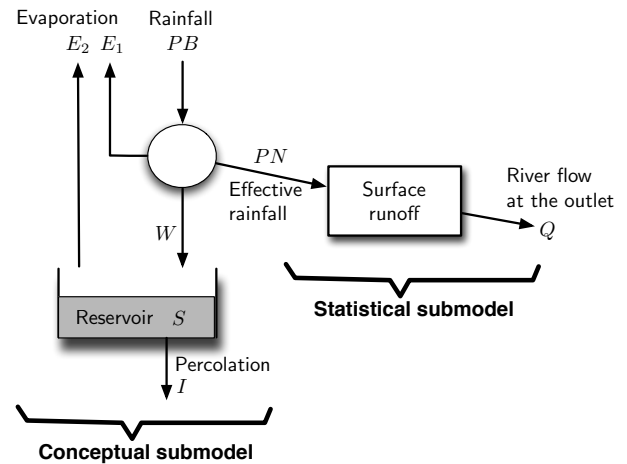 Evaporation
E₂ E₁
Rainfall
PB
PN
Effective
rainfall
Surface
runoff
River flow
at the outlet
Q
W
Statistical submodel
Reservoir S
Percolation
I
Conceptual submodel